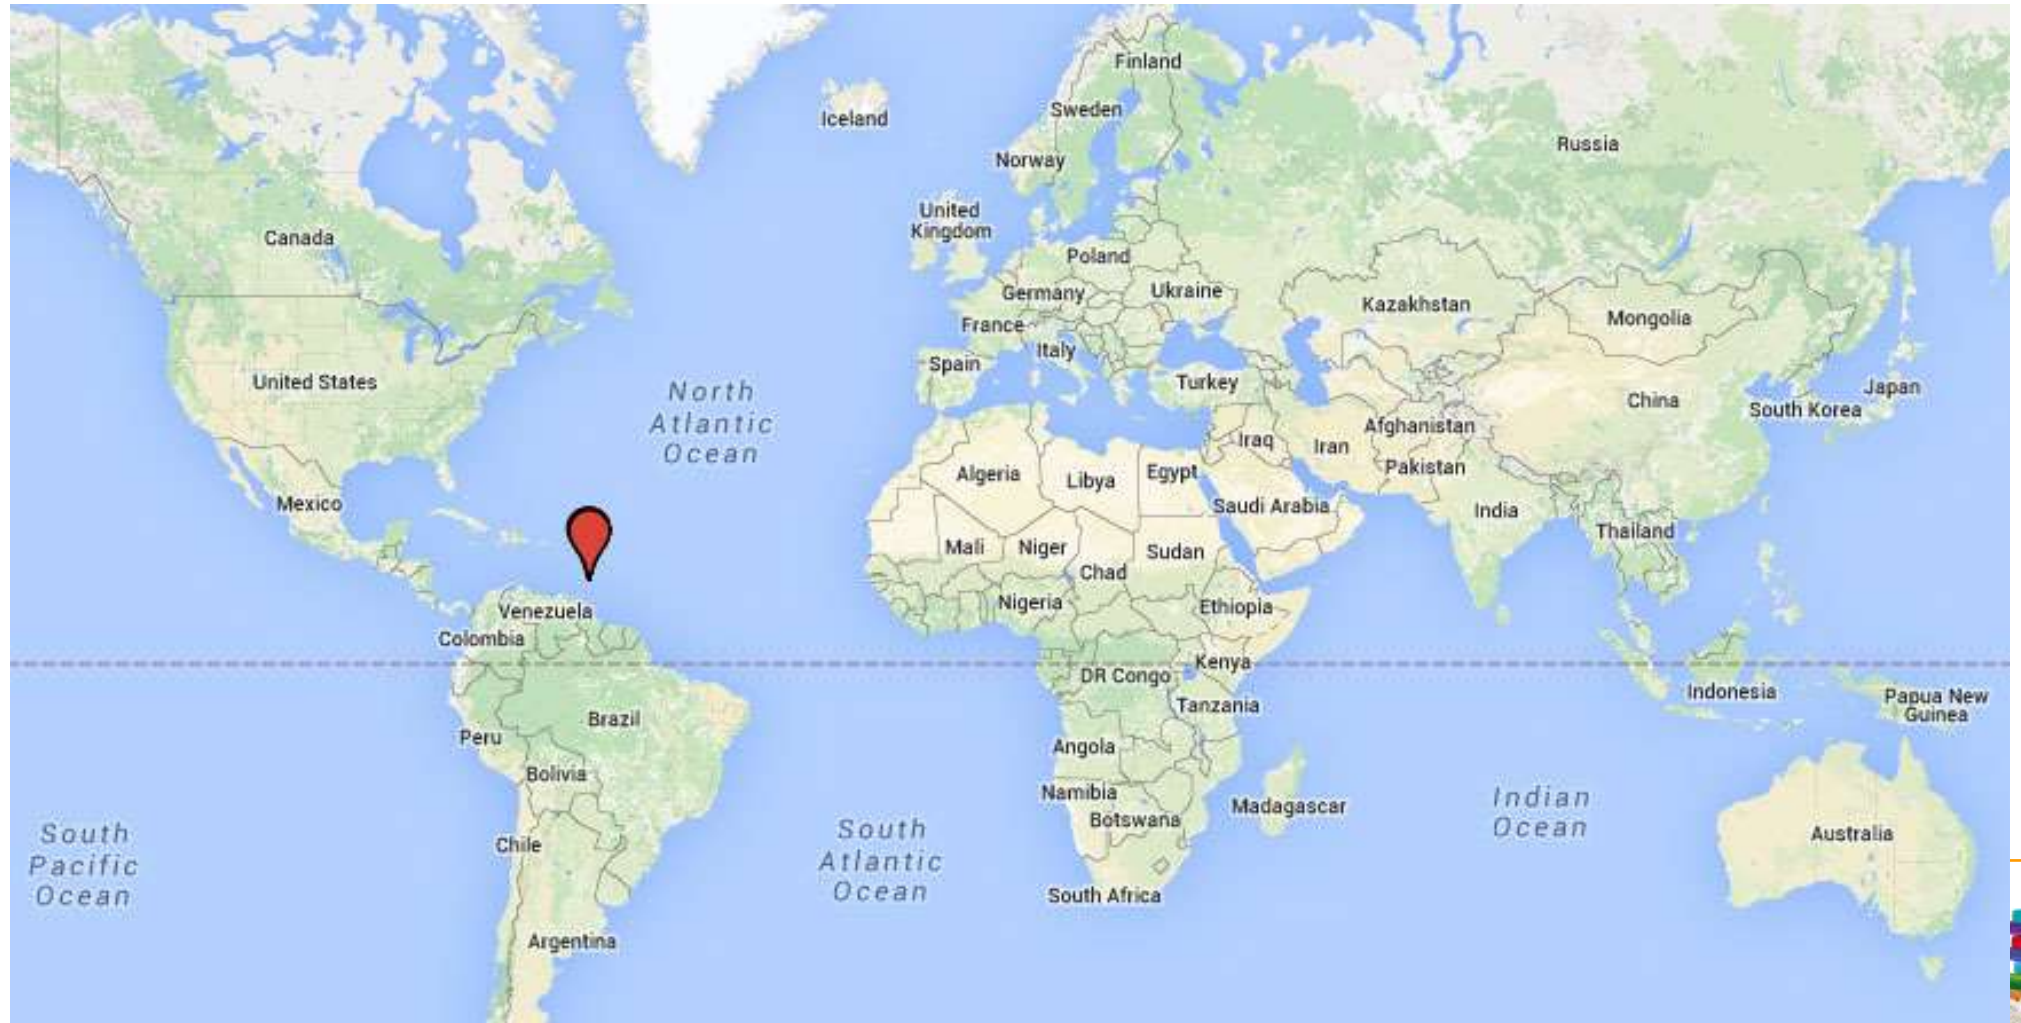 Finland
Sweden
Iceland
Russia
Norway
United
Kingdom
Canada
Poland
Germany
Ukraine
Kazakhstan
Mongolia
France
Italy
Spain
United States
Turkey
Japan
China
South Korea
North
Atlantic
Ocean
Afghanistan
Iraq
Iran
Pakistan
Algeria
Libya
Egypt
Mexico
Saudi Arabia
India
Thailand
Mali
Niger
Sudan
Chad
Nigeria
Ethiopia
Venezuela
Colombia
Kenya
DR Congo
Indonesia
Papua New
Guinea
Tanzania
Brazil
Peru
Angola
Bolivia
Namibia
Madagascar
Botswana
Indian
Ocean
South
Pacific
Ocean
South
Atlantic
Ocean
Chile
Australia
South Africa
Argentina